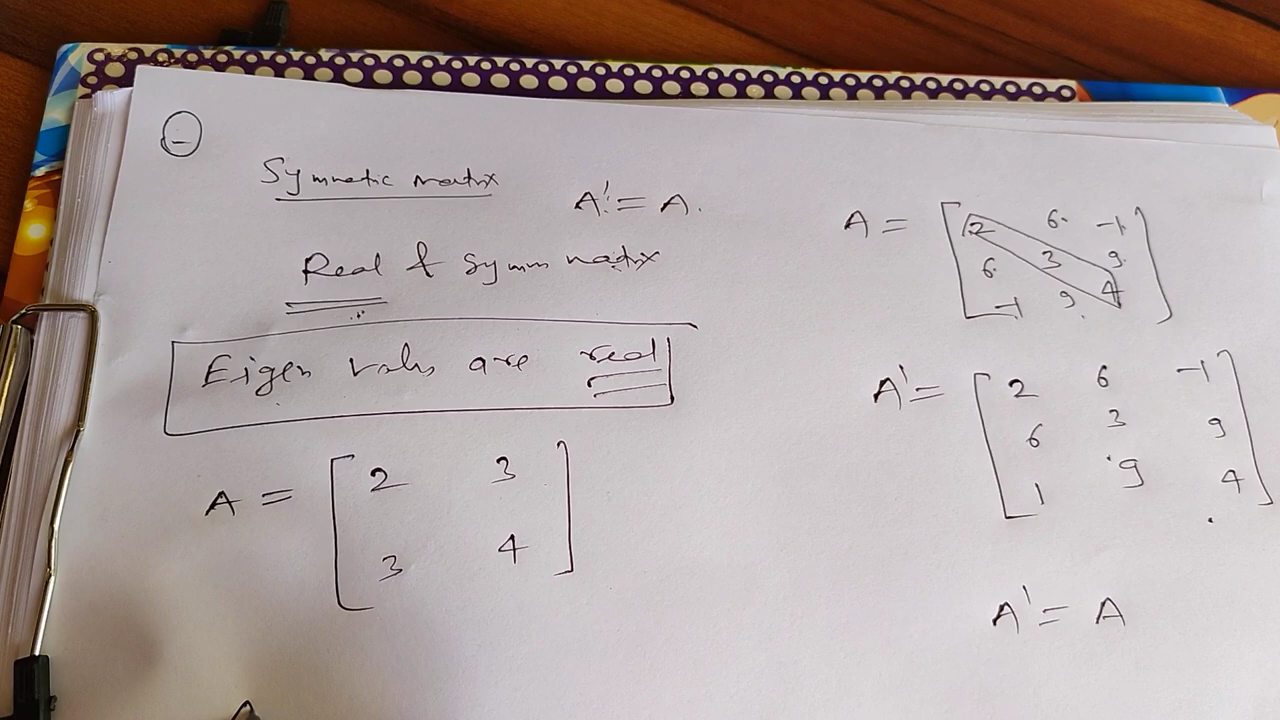 Symmetic matrix
A' = A.
Real & Symm matrix
Eigen values are real
A = [ 2 3
3 4 ]
A = [ 2 6 -1
6 3 9
-1 9 4 ]
A' = [ 2 6 -1
6 3 9
1 9 4 ]
A' = A